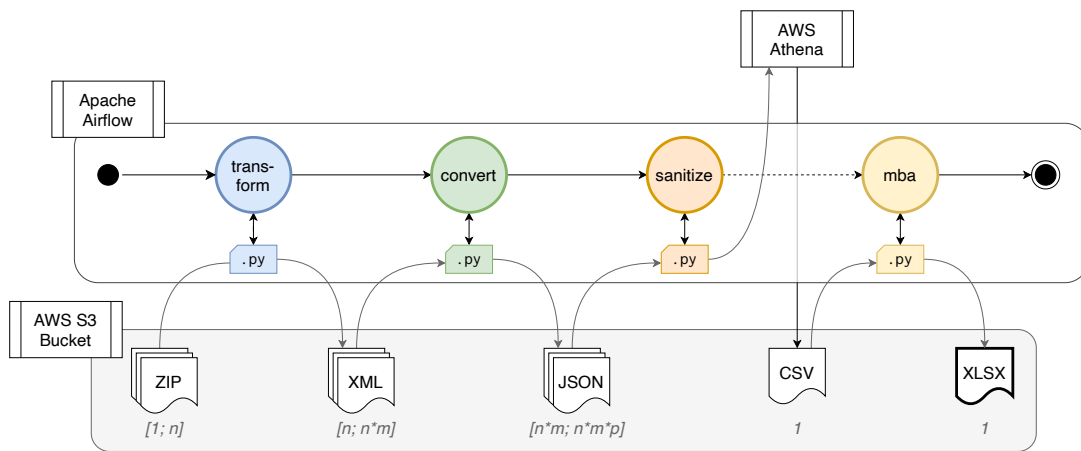 AWS
Athena
Apache
Airflow
trans-
form
convert
sanitize
mba
.py
.py
.py
.py
AWS S3
Bucket
ZIP
XML
JSON
CSV
XLSX
[1; n]
[n; n*m]
[n*m; n*m*p]
1
1